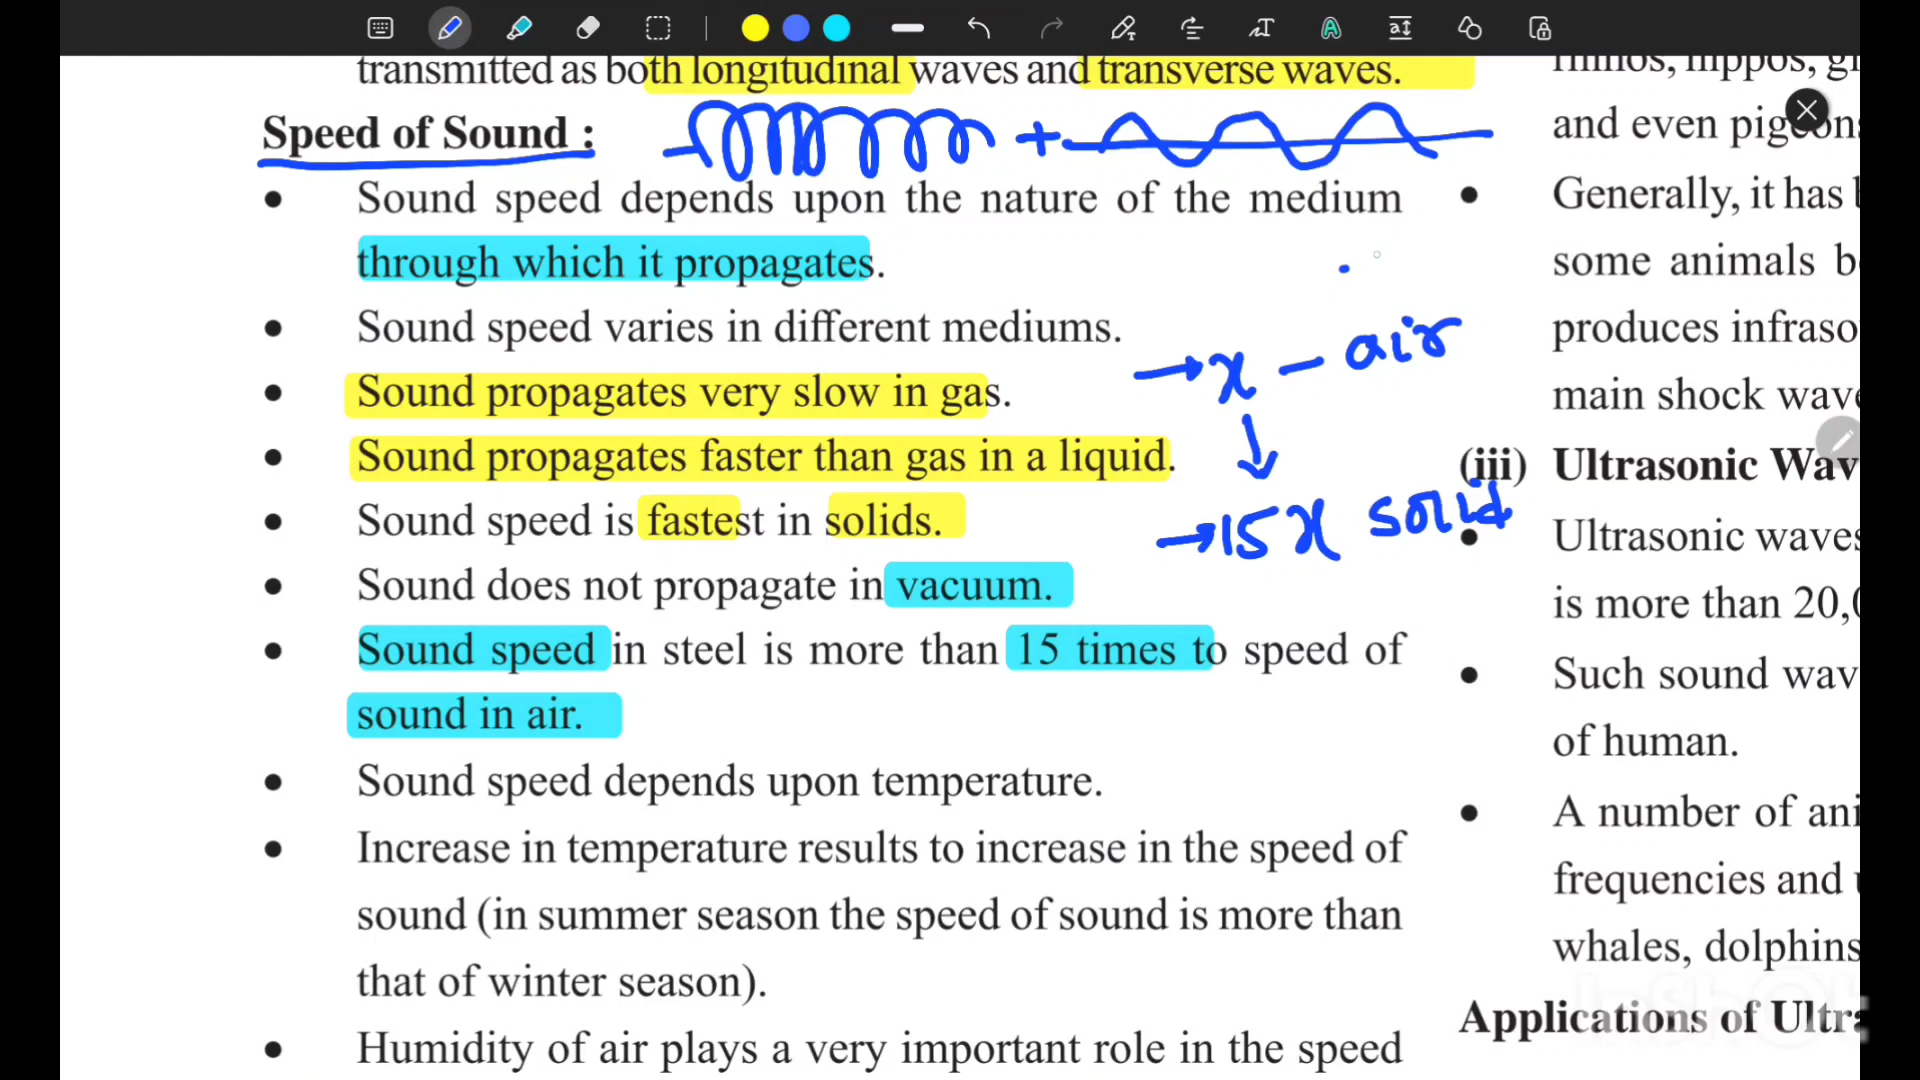 transmitted as both longitudinal waves and transverse waves.
Speed of Sound :
+
• Sound speed depends upon the nature of the medium
through which it propagates.
• Sound speed varies in different mediums.
• Sound propagates very slow in gas.
• Sound propagates faster than gas in a liquid.
• Sound speed is fastest in solids.
• Sound does not propagate in vacuum.
• Sound speed in steel is more than 15 times to speed of
sound in air.
• Sound speed depends upon temperature.
• Increase in temperature results to increase in the speed of
sound (in summer season the speed of sound is more than
that of winter season).
• Humidity of air plays a very important role in the speed
→ x – air
↓
→ 15x solid
and even pigeons
• Generally, it has
some animals
produces infraso
main shock wave
(iii) Ultrasonic Wav
• Ultrasonic waves
is more than 20,0
• Such sound wav
of human.
• A number of ani
frequencies and
whales, dolphins
Applications of Ultra
InShOt